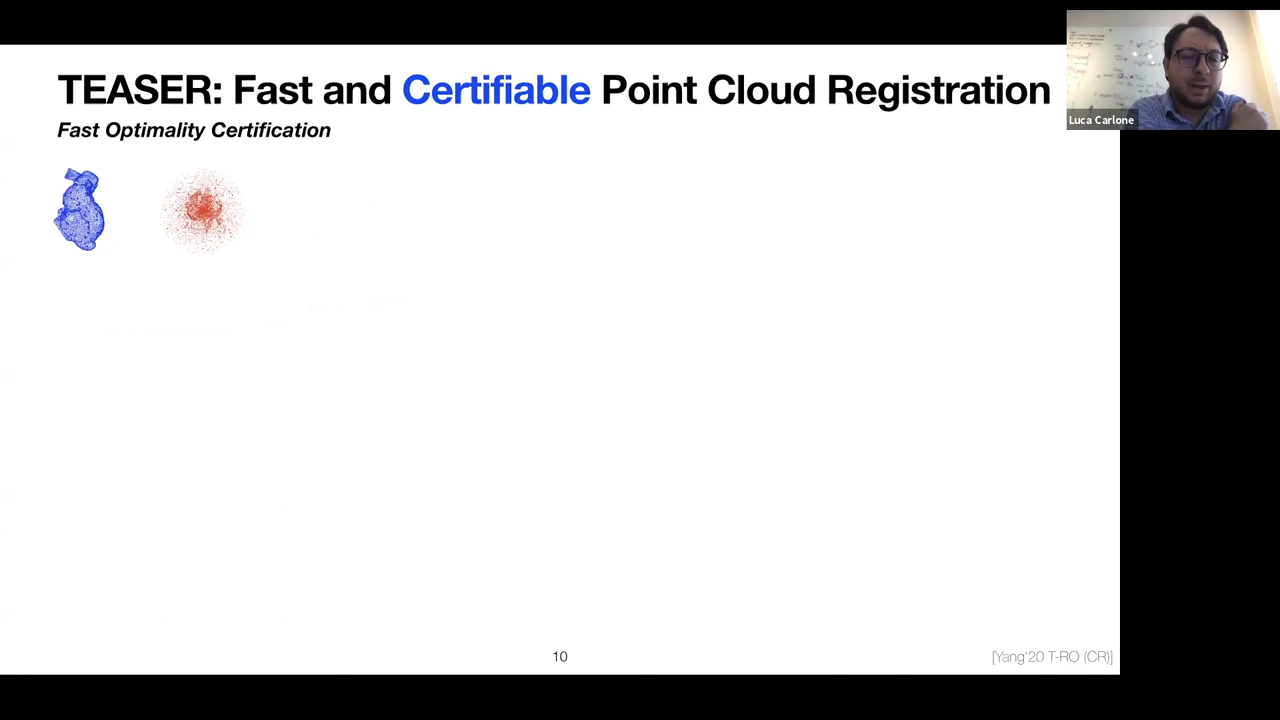 TEASER: Fast and Certifiable Point Cloud Registration
Fast Optimality Certification
Luca Carlone
10
[Yang'20 T-RO (CR)]